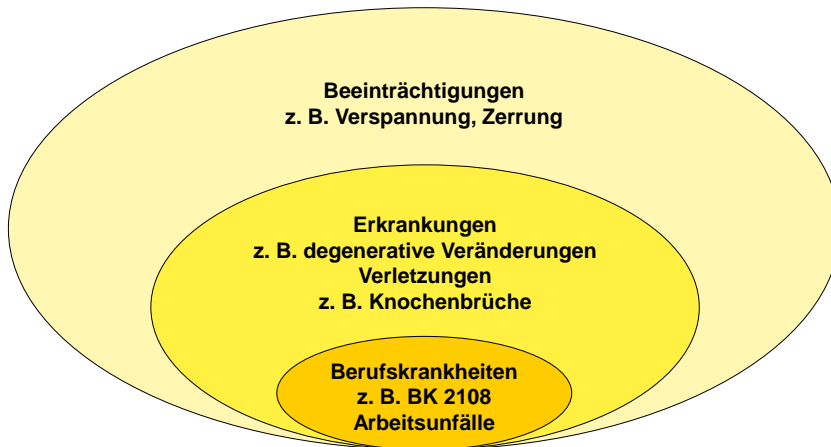 Beeinträchtigungen
z. B. Verspannung, Zerrung
Erkrankungen
z. B. degenerative Veränderungen
Verletzungen
z. B. Knochenbrüche
Berufskrankheiten
z. B. BK 2108
Arbeitsunfälle